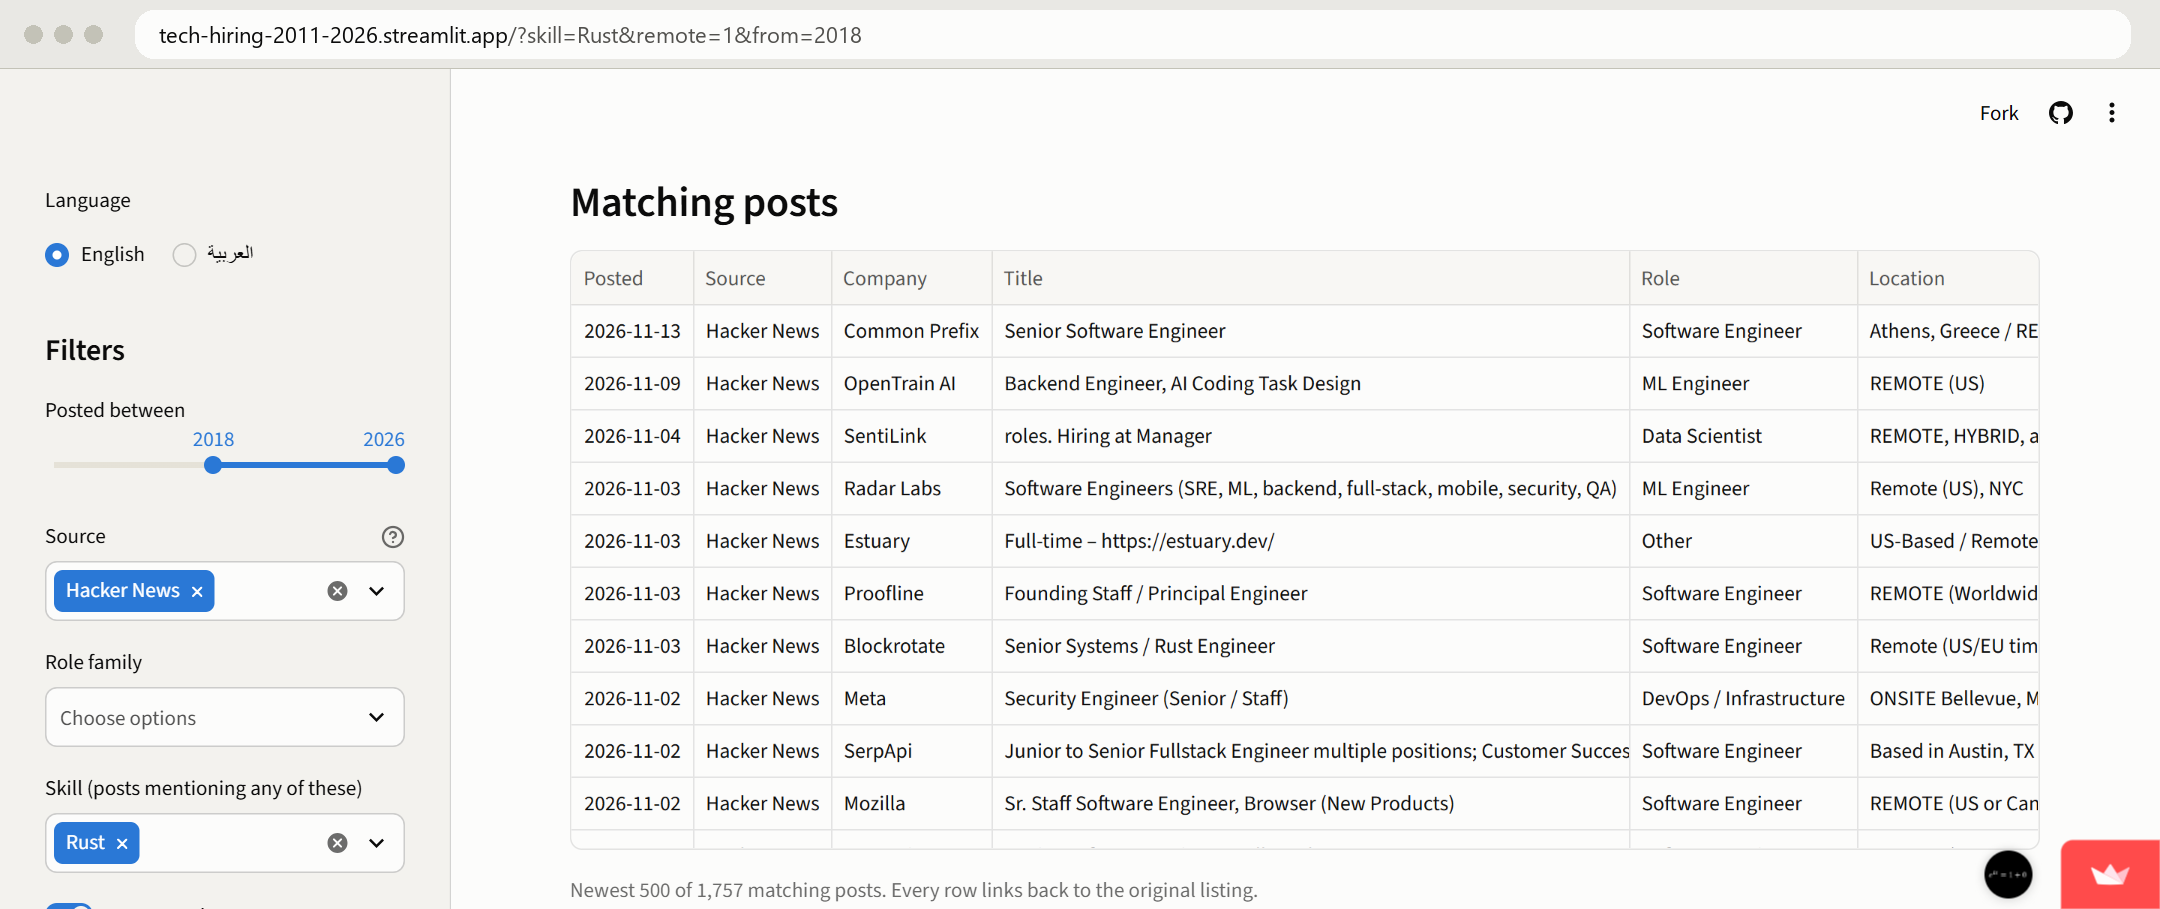 tech-hiring-2011-2026.streamlit.app/?skill=Rust&remote=1&from=2018
Fork
Language
English العربية
Filters
Posted between
2018 2026
Source
Hacker News
Role family
Choose options
Skill (posts mentioning any of these)
Rust
Matching posts
Posted Source Company Title Role Location
2026-11-13 Hacker News Common Prefix Senior Software Engineer Software Engineer Athens, Greece / RE
2026-11-09 Hacker News OpenTrain AI Backend Engineer, AI Coding Task Design ML Engineer REMOTE (US)
2026-11-04 Hacker News SentiLink roles. Hiring at Manager Data Scientist REMOTE, HYBRID, a
2026-11-03 Hacker News Radar Labs Software Engineers (SRE, ML, backend, full-stack, mobile, security, QA) ML Engineer Remote (US), NYC
2026-11-03 Hacker News Estuary Full-time – https://estuary.dev/ Other US-Based / Remote
2026-11-03 Hacker News Proofline Founding Staff / Principal Engineer Software Engineer REMOTE (Worldwid
2026-11-03 Hacker News Blockrotate Senior Systems / Rust Engineer Software Engineer Remote (US/EU tim
2026-11-02 Hacker News Meta Security Engineer (Senior / Staff) DevOps / Infrastructure ONSITE Bellevue, M
2026-11-02 Hacker News SerpApi Junior to Senior Fullstack Engineer multiple positions; Customer Succes Software Engineer Based in Austin, TX
2026-11-02 Hacker News Mozilla Sr. Staff Software Engineer, Browser (New Products) Software Engineer REMOTE (US or Can
Newest 500 of 1,757 matching posts. Every row links back to the original listing.